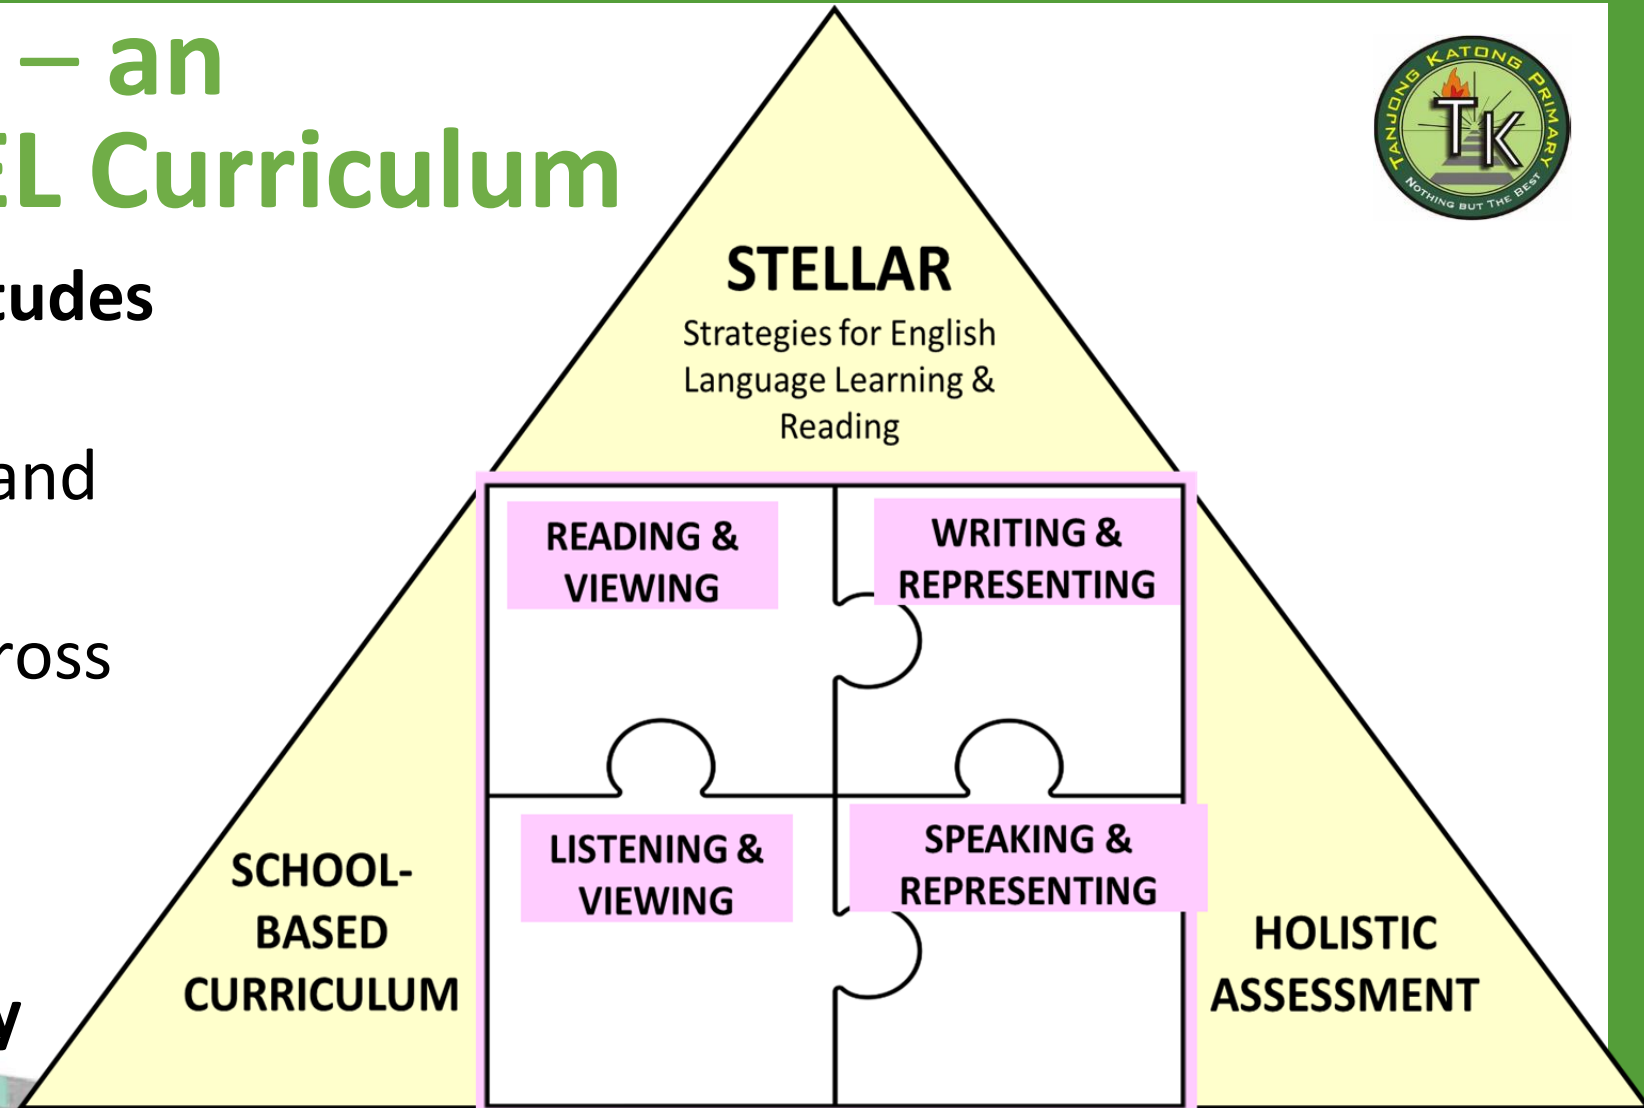 – an
EL Curriculum
tudes
and
ross
y
TANJONG KATONG PRIMARY
TK
NOTHING BUT THE BEST
STELLAR
Strategies for English
Language Learning &
Reading
READING &
VIEWING
WRITING &
REPRESENTING
LISTENING &
VIEWING
SPEAKING &
REPRESENTING
SCHOOL-
BASED
CURRICULUM
HOLISTIC
ASSESSMENT